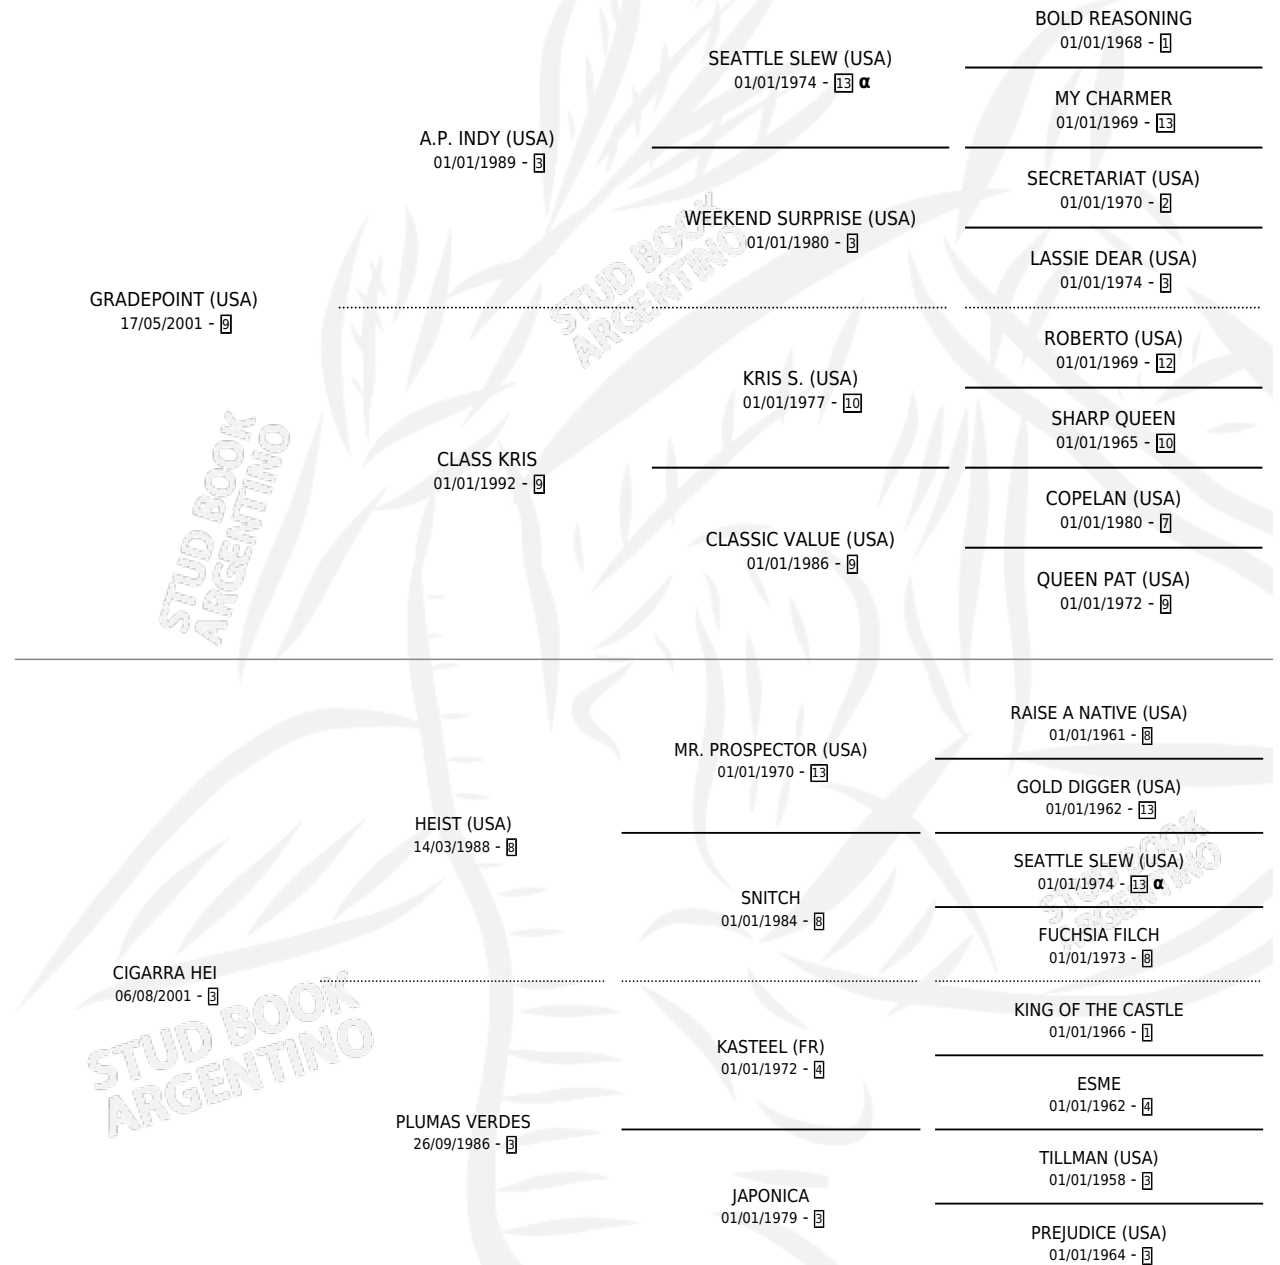 BOLD REASONING
01/01/1968 - 1
SEATTLE SLEW (USA)
01/01/1974 - 13 α
MY CHARMER
01/01/1969 - 13
A.P. INDY (USA)
01/01/1989 - 3
SECRETARIAT (USA)
01/01/1970 - 2
WEEKEND SURPRISE (USA)
01/01/1980 - 3
LASSIE DEAR (USA)
01/01/1974 - 3
GRADEPOINT (USA)
17/05/2001 - 9
ROBERTO (USA)
01/01/1969 - 12
KRIS S. (USA)
01/01/1977 - 10
SHARP QUEEN
01/01/1965 - 10
CLASS KRIS
01/01/1992 - 9
COPELAN (USA)
01/01/1980 - 7
CLASSIC VALUE (USA)
01/01/1986 - 9
QUEEN PAT (USA)
01/01/1972 - 9
STUD BOOK
ARGENTINO
STUD BOOK
ARGENTINO
RAISE A NATIVE (USA)
01/01/1961 - 8
MR. PROSPECTOR (USA)
01/01/1970 - 13
GOLD DIGGER (USA)
01/01/1962 - 13
HEIST (USA)
14/03/1988 - 8
SEATTLE SLEW (USA)
01/01/1974 - 13 α
SNITCH
01/01/1984 - 8
FUCHSIA FILCH
01/01/1973 - 8
CIGARRA HEI
06/08/2001 - 3
KING OF THE CASTLE
01/01/1966 - 1
KASTEEL (FR)
01/01/1972 - 4
ESME
01/01/1962 - 4
PLUMAS VERDES
26/09/1986 - 3
TILLMAN (USA)
01/01/1958 - 3
JAPONICA
01/01/1979 - 3
PREJUDICE (USA)
01/01/1964 - 3
STUD BOOK
ARGENTINO
STUD BOOK
ARGENTINO